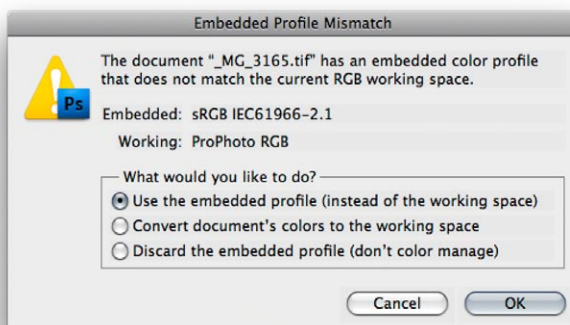 Embedded Profile Mismatch
The document “_MG_3165.tif” has an embedded color profile
that does not match the current RGB working space.
Ps
Embedded: sRGB IEC61966-2.1
Working: ProPhoto RGB
What would you like to do?
Use the embedded profile (instead of the working space)
Convert document's colors to the working space
Discard the embedded profile (don't color manage)
Cancel OK